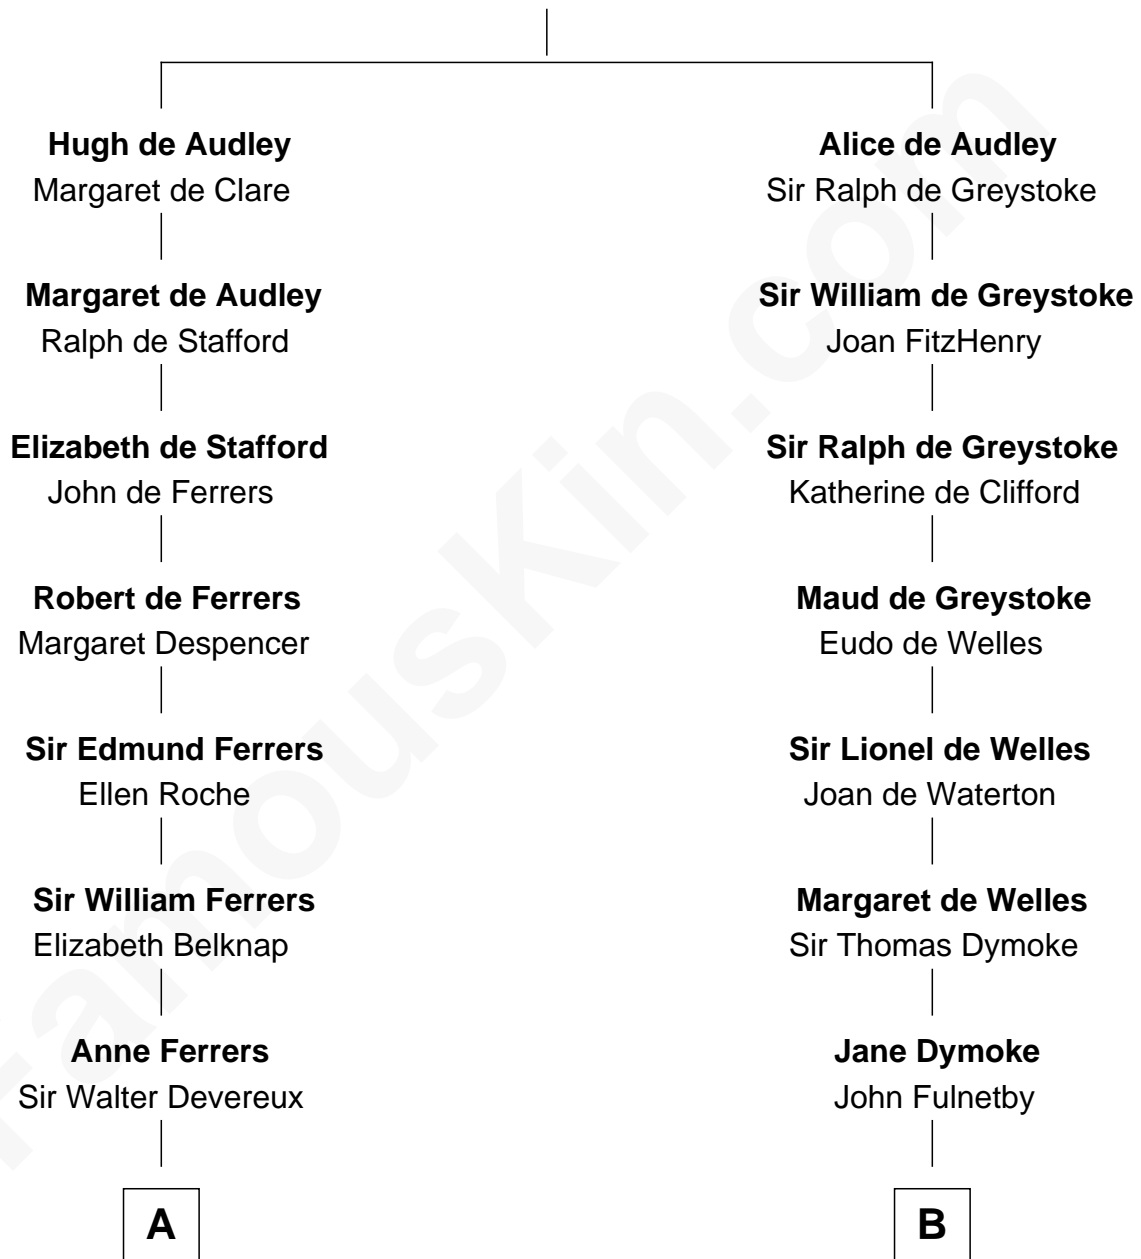 Hugh de Audley
Margaret de Clare
Margaret de Audley
Ralph de Stafford
Elizabeth de Stafford
John de Ferrers
Robert de Ferrers
Margaret Despencer
Sir Edmund Ferrers
Ellen Roche
Sir William Ferrers
Elizabeth Belknap
Anne Ferrers
Sir Walter Devereux
A
Alice de Audley
Sir Ralph de Greystoke
Sir William de Greystoke
Joan FitzHenry
Sir Ralph de Greystoke
Katherine de Clifford
Maud de Greystoke
Eudo de Welles
Sir Lionel de Welles
Joan de Waterton
Margaret de Welles
Sir Thomas Dymoke
Jane Dymoke
John Fulnetby
B
FamousKin.com